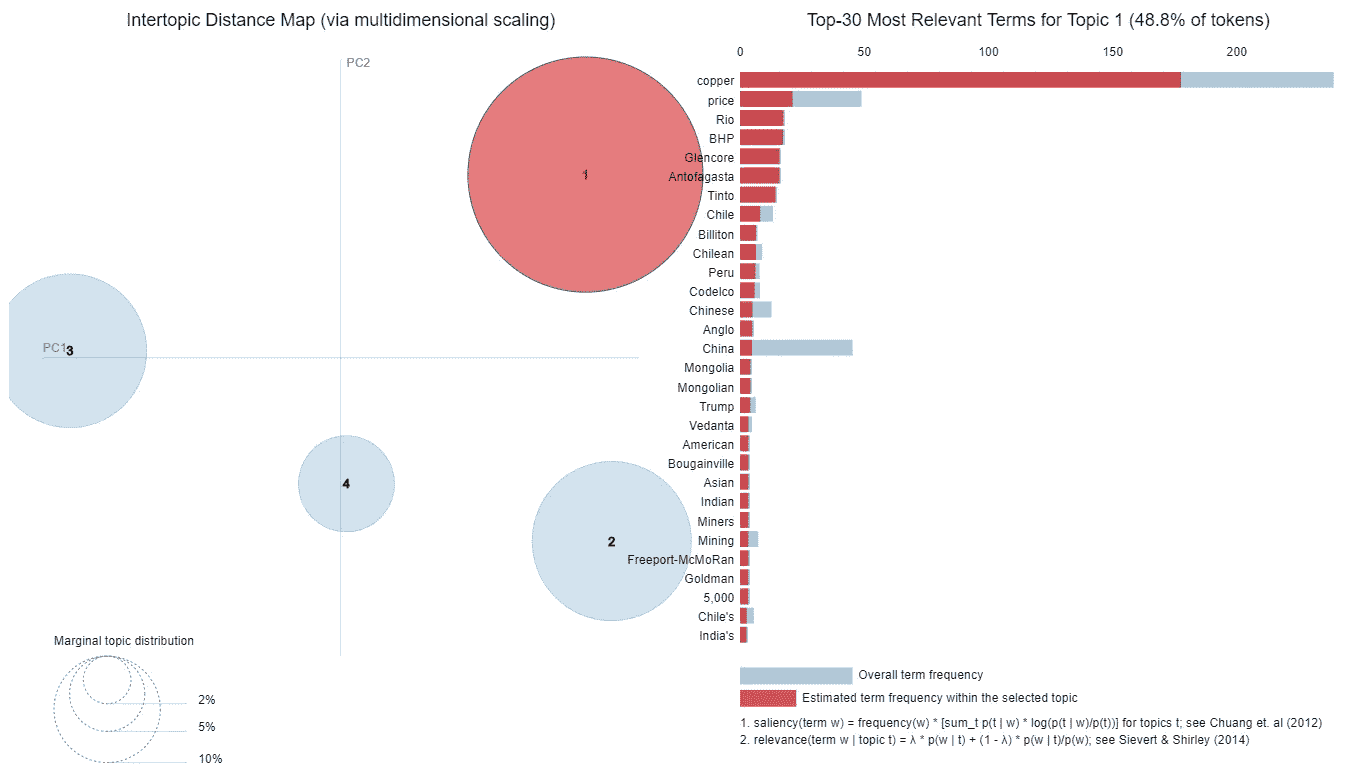 Intertopic Distance Map (via multidimensional scaling)
PC2
PC1
1
3
4
2
Marginal topic distribution
2%
5%
10%
Top-30 Most Relevant Terms for Topic 1 (48.8% of tokens)
0 50 100 150 200
copper
price
Rio
BHP
Glencore
Antofagasta
Tinto
Chile
Billiton
Chilean
Peru
Codelco
Chinese
Anglo
China
Mongolia
Mongolian
Trump
Vedanta
American
Bougainville
Asian
Indian
Miners
Mining
Freeport-McMoRan
Goldman
5,000
Chile's
India's
Overall term frequency
Estimated term frequency within the selected topic
1. saliency(term w) = frequency(w) * [sum_t p(t | w) * log(p(t | w)/p(t))] for topics t; see Chuang et. al (2012)
2. relevance(term w | topic t) = λ * p(w | t) + (1 - λ) * p(w | t)/p(w); see Sievert & Shirley (2014)